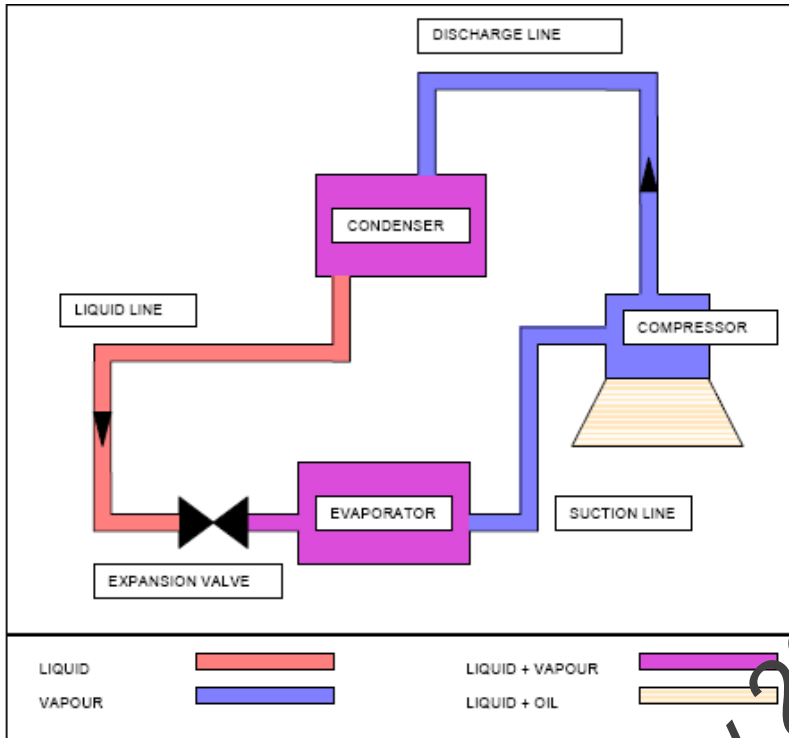 DISCHARGE LINE
CONDENSER
LIQUID LINE
COMPRESSOR
EVAPORATOR
SUCTION LINE
EXPANSION VALVE
LIQUID
LIQUID + VAPOUR
VAPOUR
LIQUID + OIL